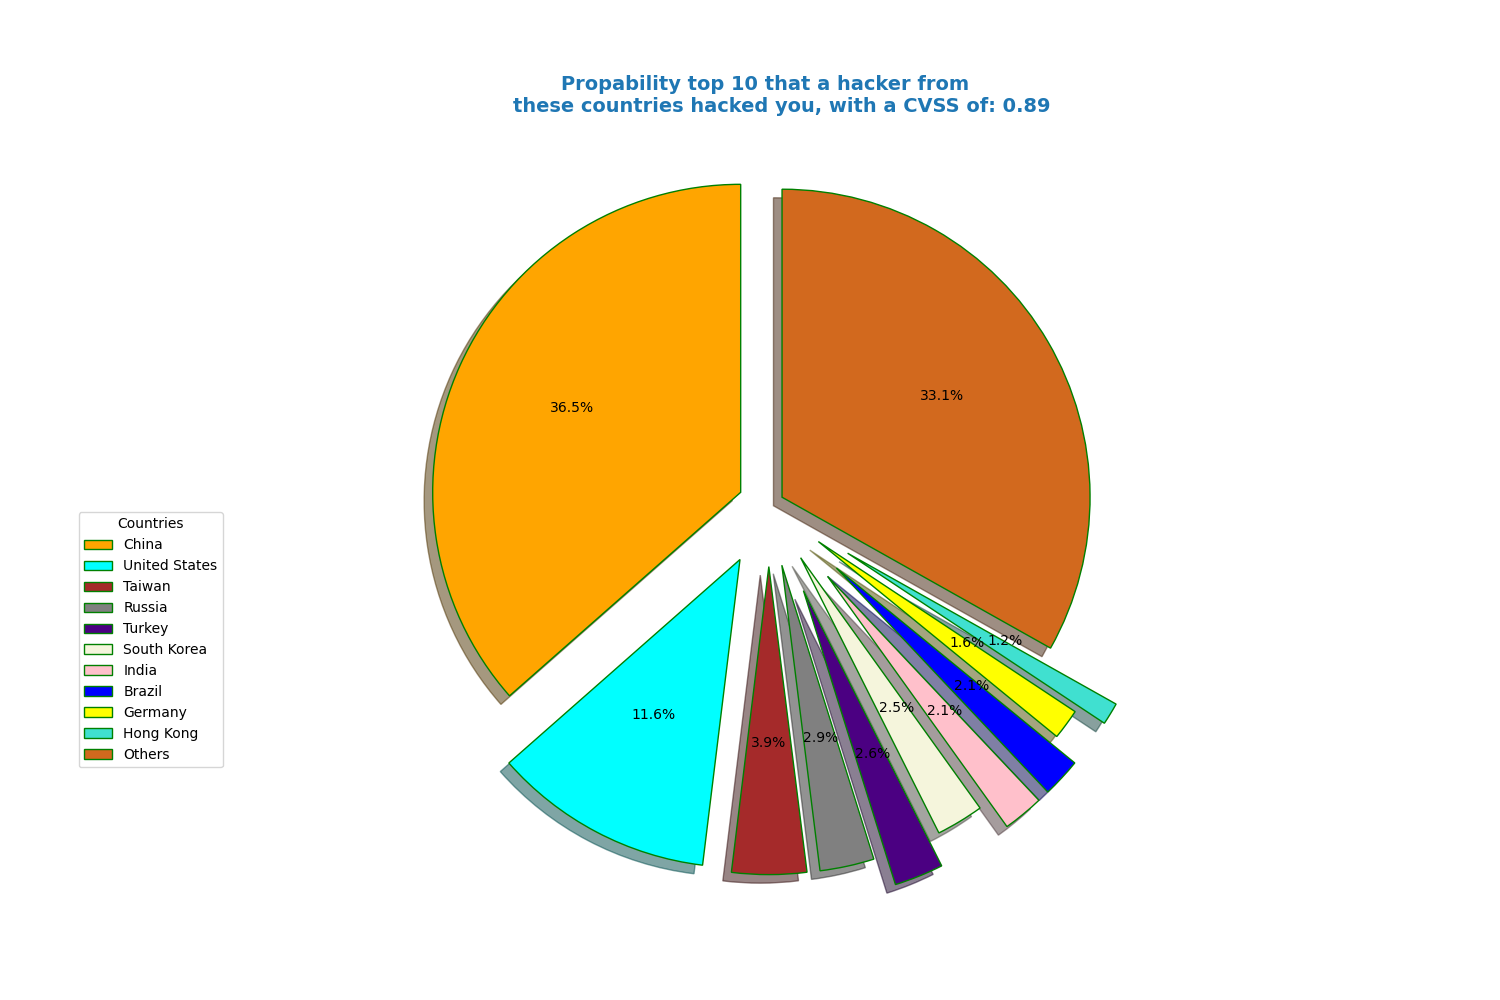 Propability top 10 that a hacker from
these countries hacked you, with a CVSS of: 0.89
36.5%
33.1%
11.6%
3.9%
2.9%
2.6%
2.5%
2.1%
2.1%
1.6%
1.2%
Countries
China
United States
Taiwan
Russia
Turkey
South Korea
India
Brazil
Germany
Hong Kong
Others